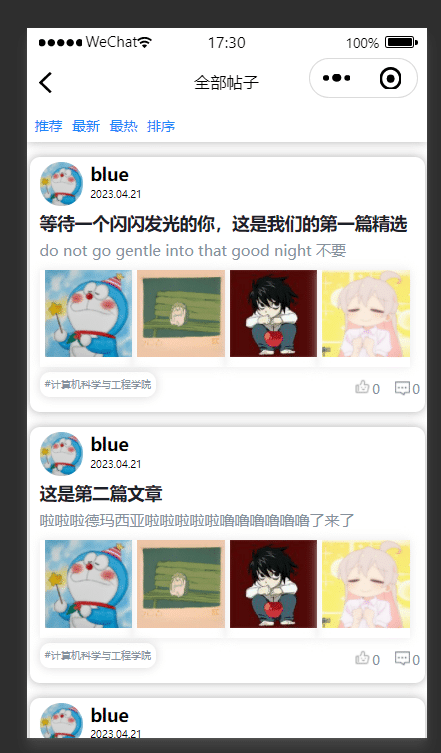 WeChat 17:30 100%
全部帖子
推荐 最新 最热 排序
blue
2023.04.21
等待一个闪闪发光的你，这是我们的第一篇精选
do not go gentle into that good night 不要
#计算机科学与工程学院 0 0
blue
2023.04.21
这是第二篇文章
啦啦啦德玛西亚啦啦啦啦啦噜噜噜噜噜噜了来了
#计算机科学与工程学院 0 0
blue
2023.04.21